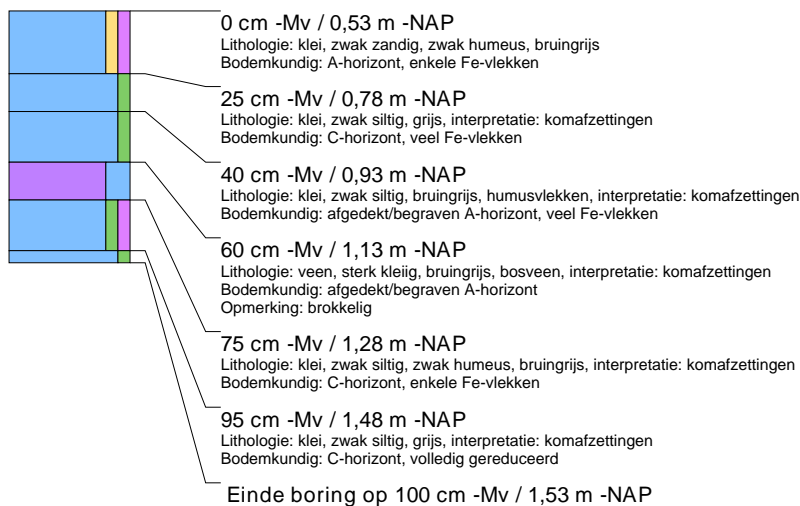 0 cm -Mv / 0,53 m -NAP
Lithologie: klei, zwak zandig, zwak humeus, bruingrijs
Bodemkundig: A-horizont, enkele Fe-vlekken
25 cm -Mv / 0,78 m -NAP
Lithologie: klei, zwak siltig, grijs, interpretatie: komafzettingen
Bodemkundig: C-horizont, veel Fe-vlekken
40 cm -Mv / 0,93 m -NAP
Lithologie: klei, zwak siltig, bruingrijs, humusvlekken, interpretatie: komafzettingen
Bodemkundig: afgedekt/begraven A-horizont, veel Fe-vlekken
60 cm -Mv / 1,13 m -NAP
Lithologie: veen, sterk kleiig, bruingrijs, bosveen, interpretatie: komafzettingen
Bodemkundig: afgedekt/begraven A-horizont
Opmerking: brokkelig
75 cm -Mv / 1,28 m -NAP
Lithologie: klei, zwak siltig, zwak humeus, bruingrijs, interpretatie: komafzettingen
Bodemkundig: C-horizont, enkele Fe-vlekken
95 cm -Mv / 1,48 m -NAP
Lithologie: klei, zwak siltig, grijs, interpretatie: komafzettingen
Bodemkundig: C-horizont, volledig gereduceerd
Einde boring op 100 cm -Mv / 1,53 m -NAP